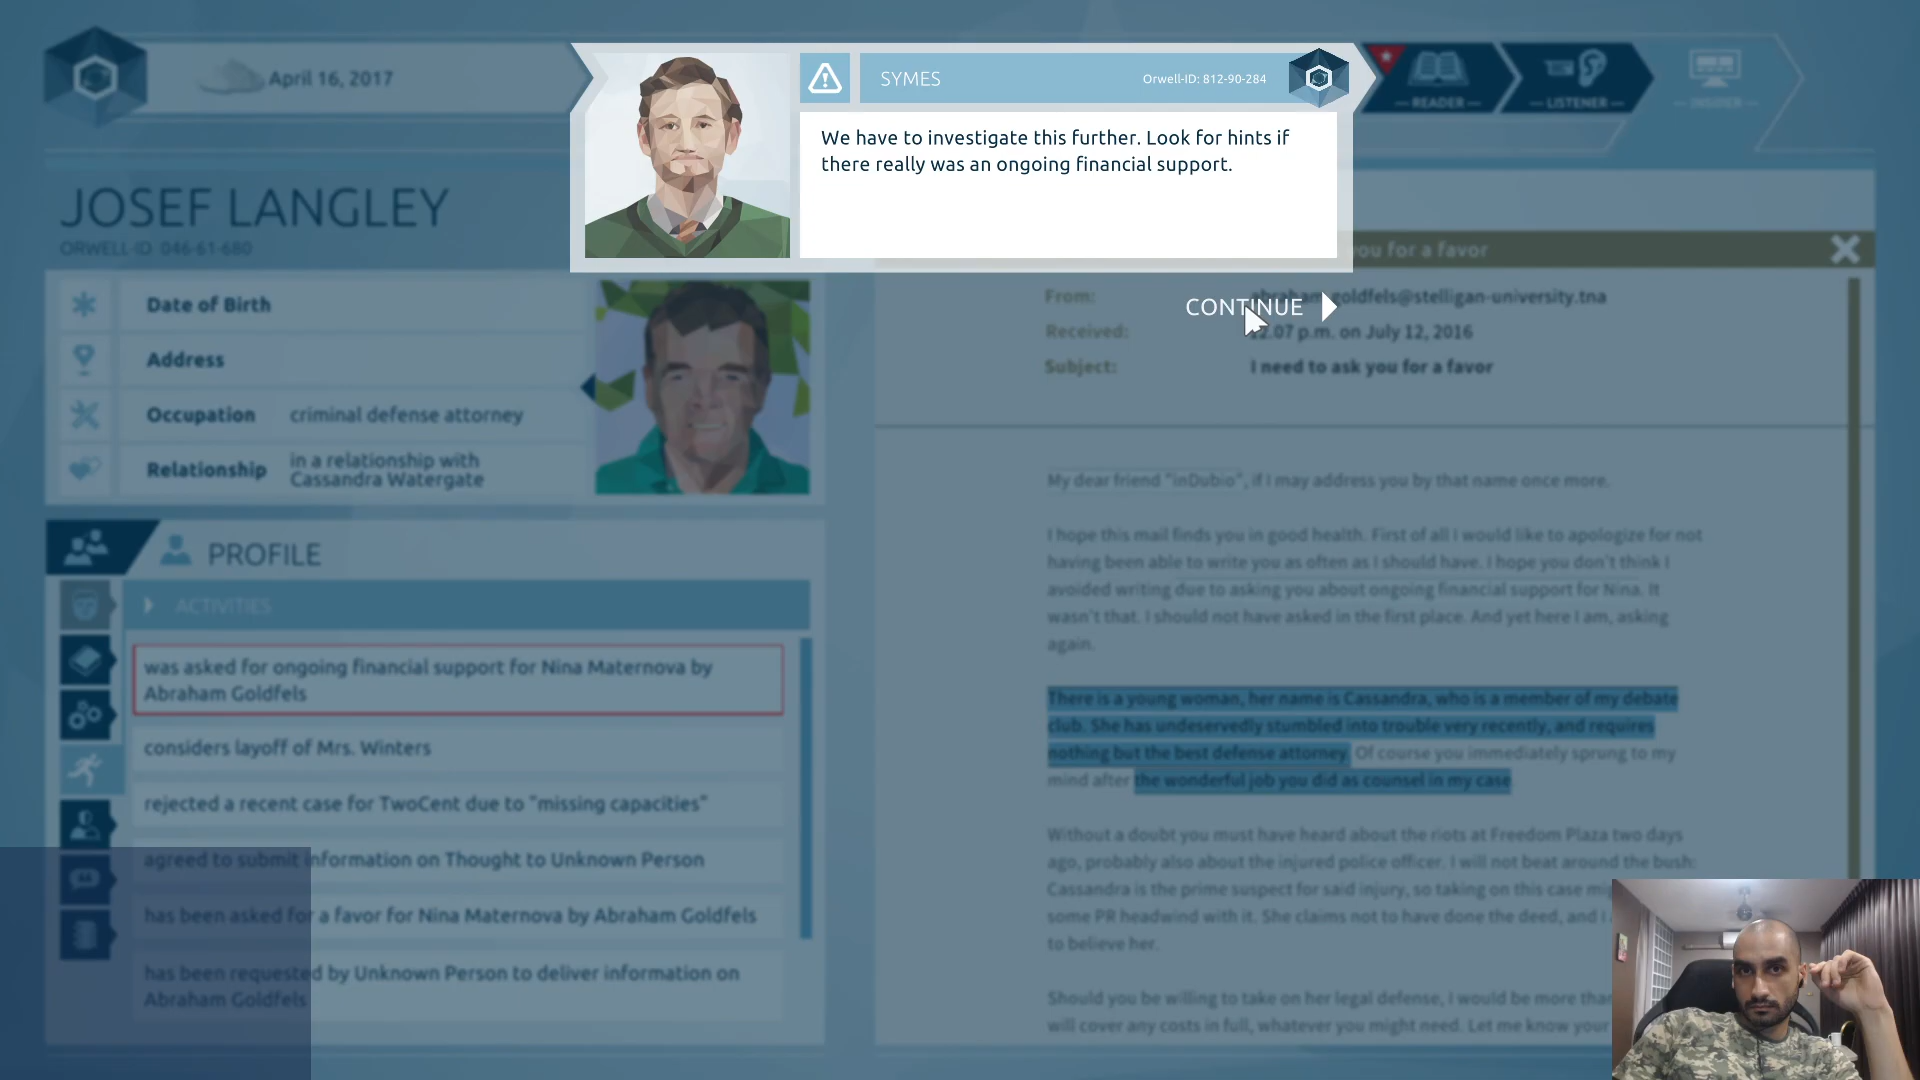 April 16, 2017
SYMES
Orwell-ID: 812-90-284
We have to investigate this further. Look for hints if
there really was an ongoing financial support.
CONTINUE
— READER —
— LISTENER —
— INSIDER —
JOSEF LANGLEY
ORWELL-ID 046-61-680
Date of Birth
Address
Occupation criminal defense attorney
Relationship in a relationship with
Cassandra Watergate
PROFILE
ACTIVITIES
was asked for ongoing financial support for Nina Maternova by
Abraham Goldfels
considers layoff of Mrs. Winters
rejected a recent case for TwoCent due to "missing capacities"
agreed to submit information on Thought to Unknown Person
has been asked for a favor for Nina Maternova by Abraham Goldfels
has been requested by Unknown Person to deliver information on
Abraham Goldfels
you for a favor
From: abraham.goldfels@stelligan-university.tna
Received: 12.07 p.m. on July 12, 2016
Subject: I need to ask you for a favor
My dear friend "inDubio", if I may address you by that name once more.
I hope this mail finds you in good health. First of all I would like to apologize for not
having been able to write you as often as I should have. I hope you don't think I
avoided writing due to asking you about ongoing financial support for Nina. It
wasn't that. I should not have asked in the first place. And yet here I am, asking
again.
There is a young woman, her name is Cassandra, who is a member of my debate
club. She has undeservedly stumbled into trouble very recently, and requires
nothing but the best defense attorney. Of course you immediately sprung to my
mind after the wonderful job you did as counsel in my case
Without a doubt you must have heard about the riots at Freedom Plaza two days
ago, probably also about the injured police officer. I will not beat around the bush:
Cassandra is the prime suspect for said injury, so taking on this case
some PR headwind with it. She claims not to have done the deed, and I
to believe her.
Should you be willing to take on her legal defense, I would be more
will cover any costs in full, whatever you might need. Let me know your